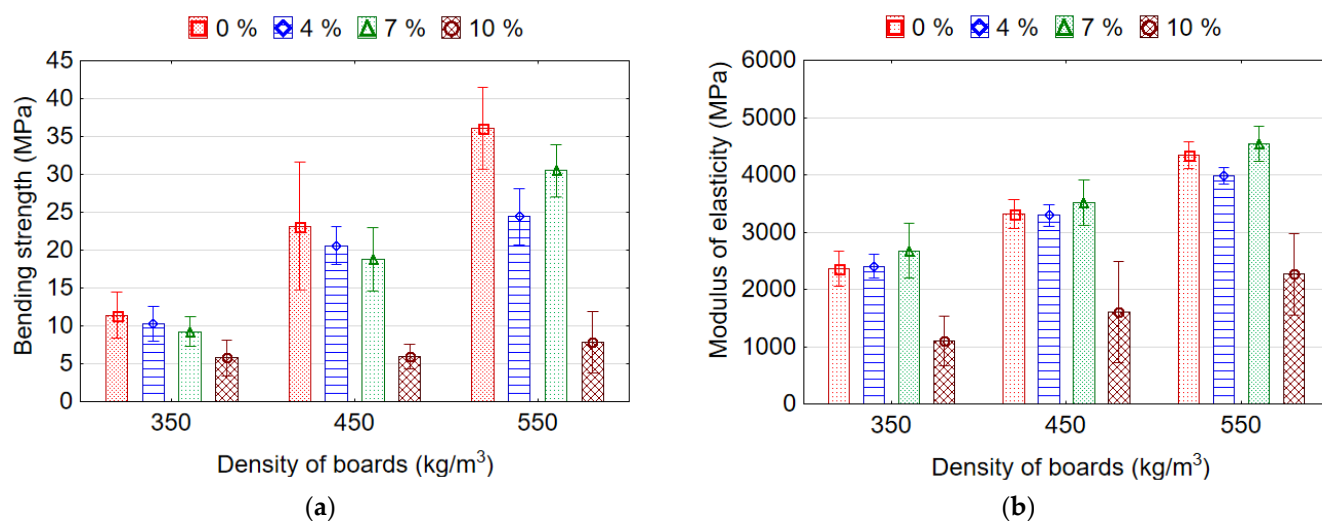 0 % 4 % 7 % 10 %
45
40
35
30
25
20
15
10
5
0
Bending strength (MPa)
350 450 550
Density of boards (kg/m³)
(a)
0 % 4 % 7 % 10 %
6000
5000
4000
3000
2000
1000
0
Modulus of elasticity (MPa)
350 450 550
Density of boards (kg/m³)
(b)